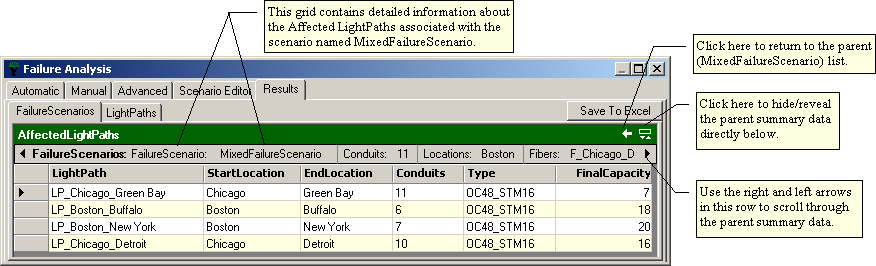 This grid contains detailed information about
the Affected LightPaths associated with the
scenario named MixedFailureScenario.
Click here to return to the parent
(MixedFailureScenario) list.
Failure Analysis
Automatic Manual Advanced Scenario Editor Results
Click here to hide/reveal
the parent summary data
directly below.
FailureScenarios LightPaths Save To Excel
AffectedLightPaths
FailureScenarios: FailureScenario: MixedFailureScenario Conduits: 11 Locations: Boston Fibers: F_Chicago_D
LightPath StartLocation EndLocation Conduits Type FinalCapacity
LP_Chicago_Green Bay Chicago Green Bay 11 OC48_STM16 7
LP_Boston_Buffalo Boston Buffalo 6 OC48_STM16 18
LP_Boston_New York Boston New York 7 OC48_STM16 20
LP_Chicago_Detroit Chicago Detroit 10 OC48_STM16 16
Use the right and left arrows
in this row to scroll through
the parent summary data.